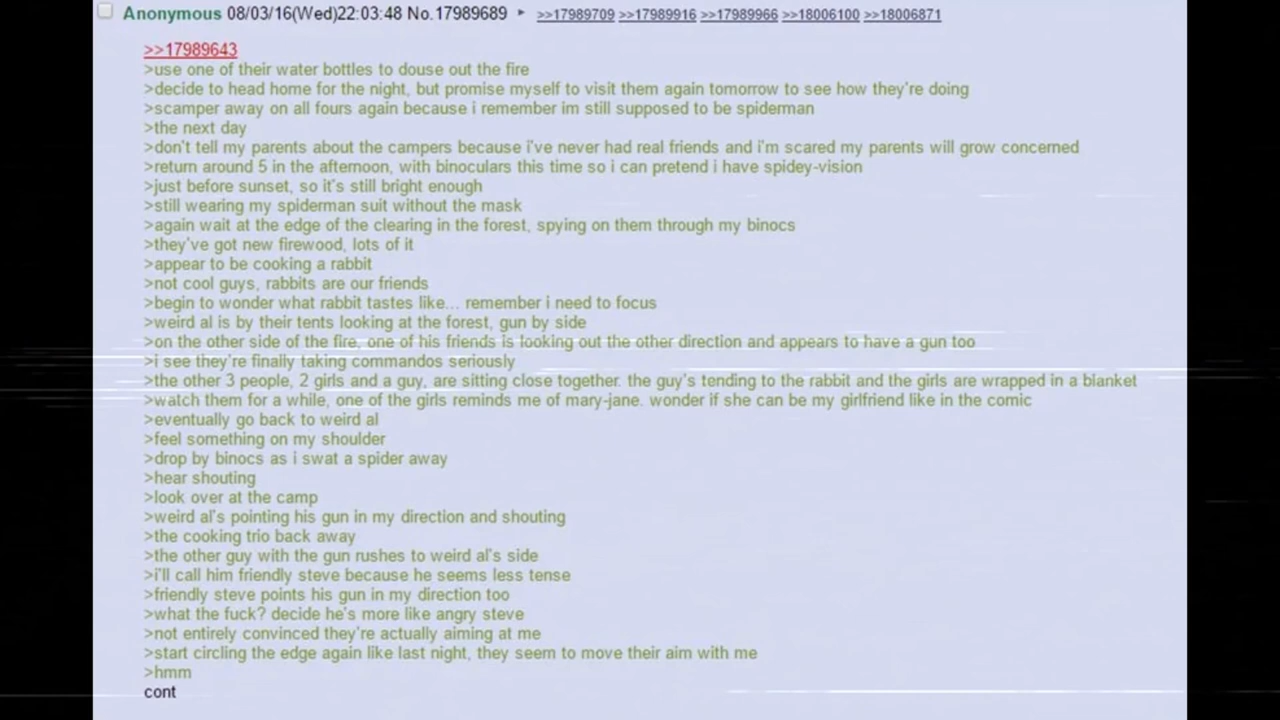 Anonymous 08/03/16(Wed)22:03:48 No.17989689 ▸ >>17989709 >>17989916 >>17989966 >>18006100 >>18006871
>>17989643
>use one of their water bottles to douse out the fire
>decide to head home for the night, but promise myself to visit them again tomorrow to see how they're doing
>scamper away on all fours again because i remember im still supposed to be spiderman
>the next day
>don't tell my parents about the campers because i've never had real friends and i'm scared my parents will grow concerned
>return around 5 in the afternoon, with binoculars this time so i can pretend i have spidey-vision
>just before sunset, so it's still bright enough
>still wearing my spiderman suit without the mask
>again wait at the edge of the clearing in the forest, spying on them through my binocs
>they've got new firewood, lots of it
>appear to be cooking a rabbit
>not cool guys, rabbits are our friends
>begin to wonder what rabbit tastes like... remember i need to focus
>weird al is by their tents looking at the forest, gun by side
>on the other side of the fire, one of his friends is looking out the other direction and appears to have a gun too
>i see they're finally taking commandos seriously
>the other 3 people, 2 girls and a guy, are sitting close together. the guy's tending to the rabbit and the girls are wrapped in a blanket
>watch them for a while, one of the girls reminds me of mary-jane. wonder if she can be my girlfriend like in the comic
>eventually go back to weird al
>feel something on my shoulder
>drop by binocs as i swat a spider away
>hear shouting
>look over at the camp
>weird al's pointing his gun in my direction and shouting
>the cooking trio back away
>the other guy with the gun rushes to weird al's side
>i'll call him friendly steve because he seems less tense
>friendly steve points his gun in my direction too
>what the fuck? decide he's more like angry steve
>not entirely convinced they're actually aiming at me
>start circling the edge again like last night, they seem to move their aim with me
>hmm
cont